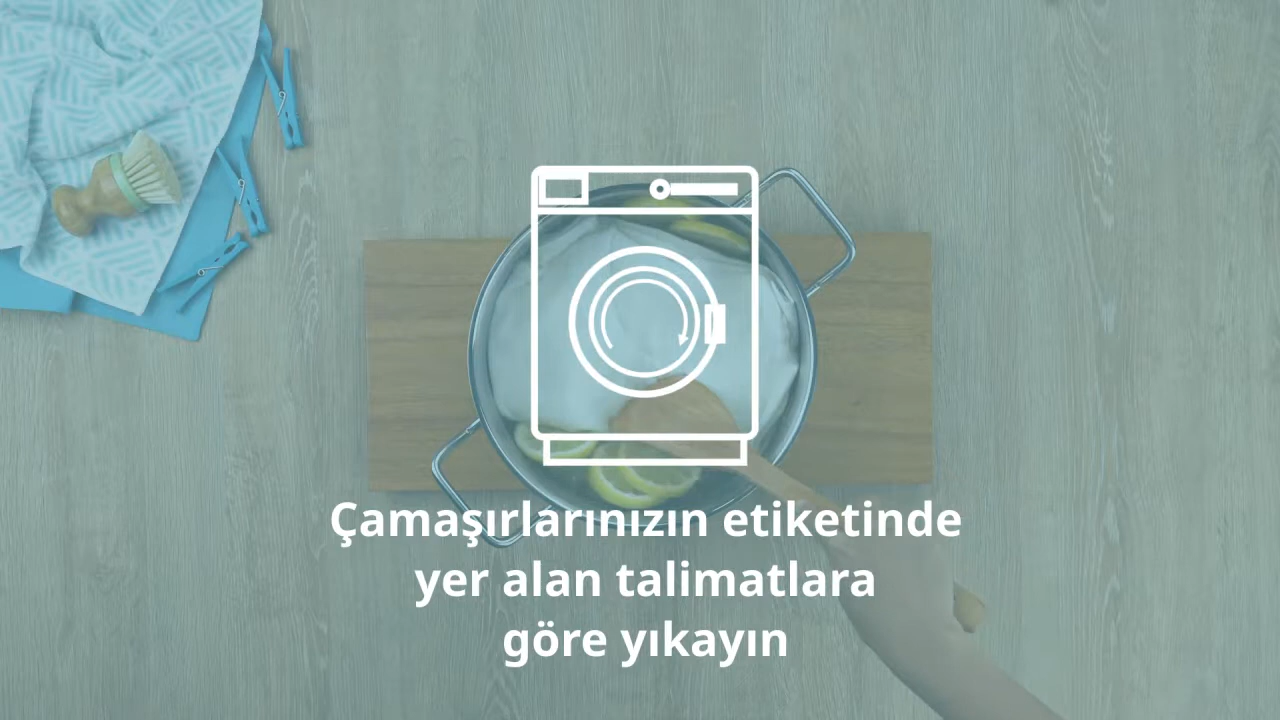 Çamaşırlarınızın etiketinde
yer alan talimatlara
göre yıkayın